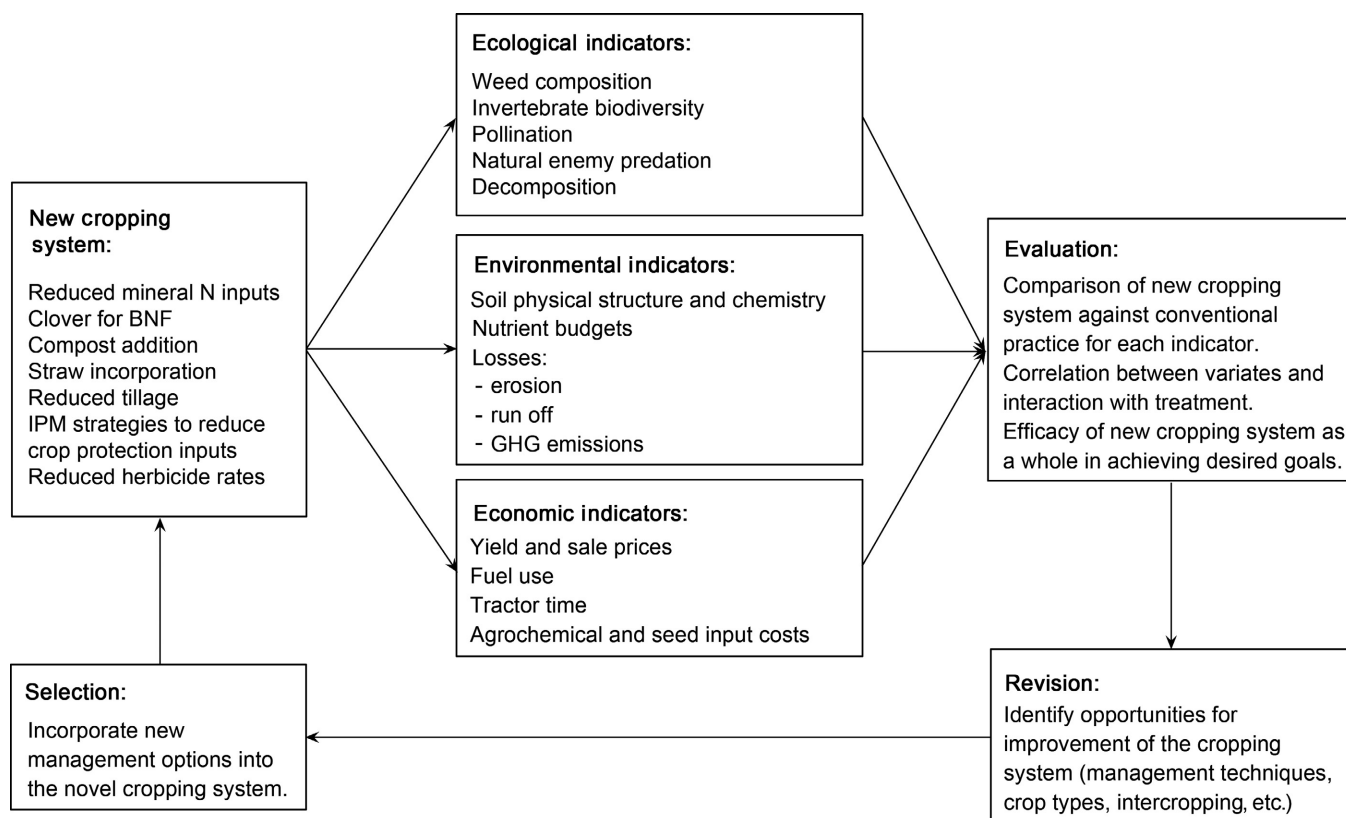 New cropping
system:
Reduced mineral N inputs
Clover for BNF
Compost addition
Straw incorporation
Reduced tillage
IPM strategies to reduce
crop protection inputs
Reduced herbicide rates
Ecological indicators:
Weed composition
Invertebrate biodiversity
Pollination
Natural enemy predation
Decomposition
Environmental indicators:
Soil physical structure and chemistry
Nutrient budgets
Losses:
- erosion
- run off
- GHG emissions
Economic indicators:
Yield and sale prices
Fuel use
Tractor time
Agrochemical and seed input costs
Evaluation:
Comparison of new cropping
system against conventional
practice for each indicator.
Correlation between variates and
interaction with treatment.
Efficacy of new cropping system as
a whole in achieving desired goals.
Revision:
Identify opportunities for
improvement of the cropping
system (management techniques,
crop types, intercropping, etc.)
Selection:
Incorporate new
management options into
the novel cropping system.